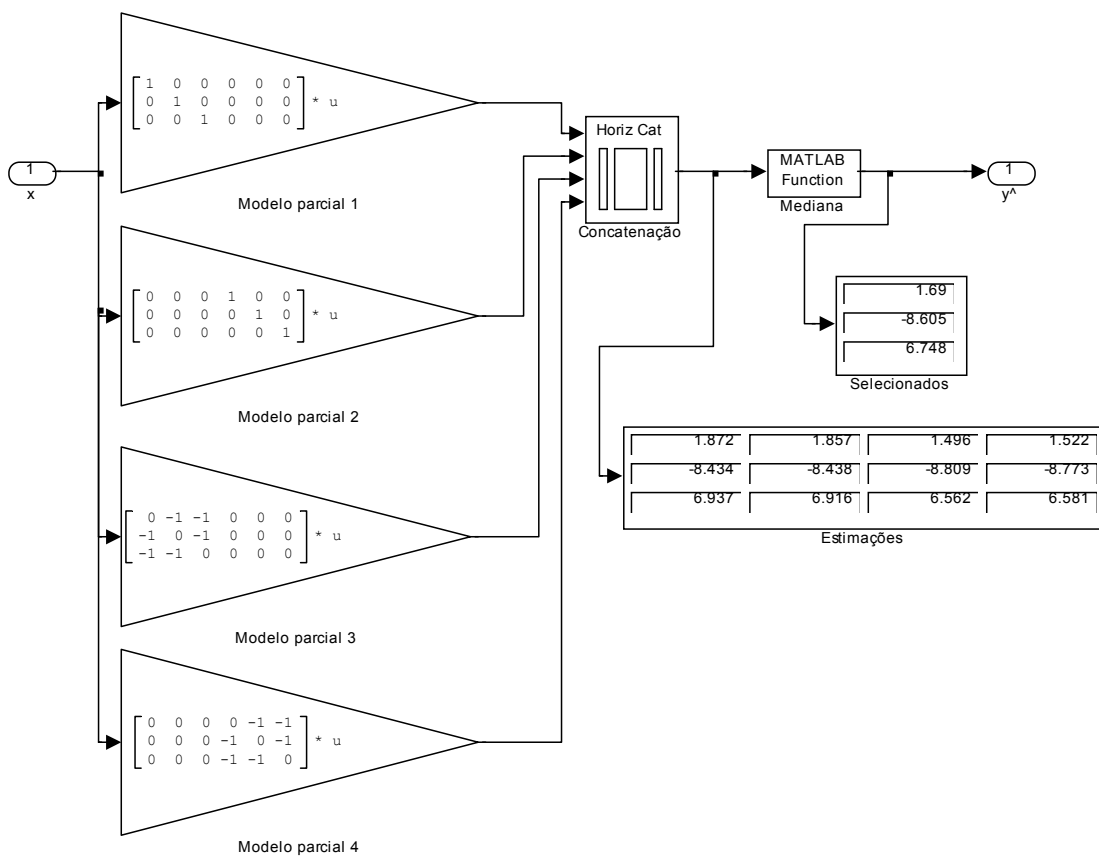 1 0 0 0 0 0
0 1 0 0 0 0 * u
0 0 1 0 0 0
Modelo parcial 1
1
x
Horiz Cat
Concatenação
MATLAB
Function
Mediana
1
y^
0 0 0 1 0 0
0 0 0 0 1 0 * u
0 0 0 0 0 1
Modelo parcial 2
1.69
-8.605
6.748
Selecionados
1.872 1.857 1.496 1.522
-8.434 -8.438 -8.809 -8.773
6.937 6.916 6.562 6.581
Estimações
0 -1 -1 0 0 0
-1 0 -1 0 0 0 * u
-1 -1 0 0 0 0
Modelo parcial 3
0 0 0 0 -1 -1
0 0 0 -1 0 -1 * u
0 0 0 -1 -1 0
Modelo parcial 4